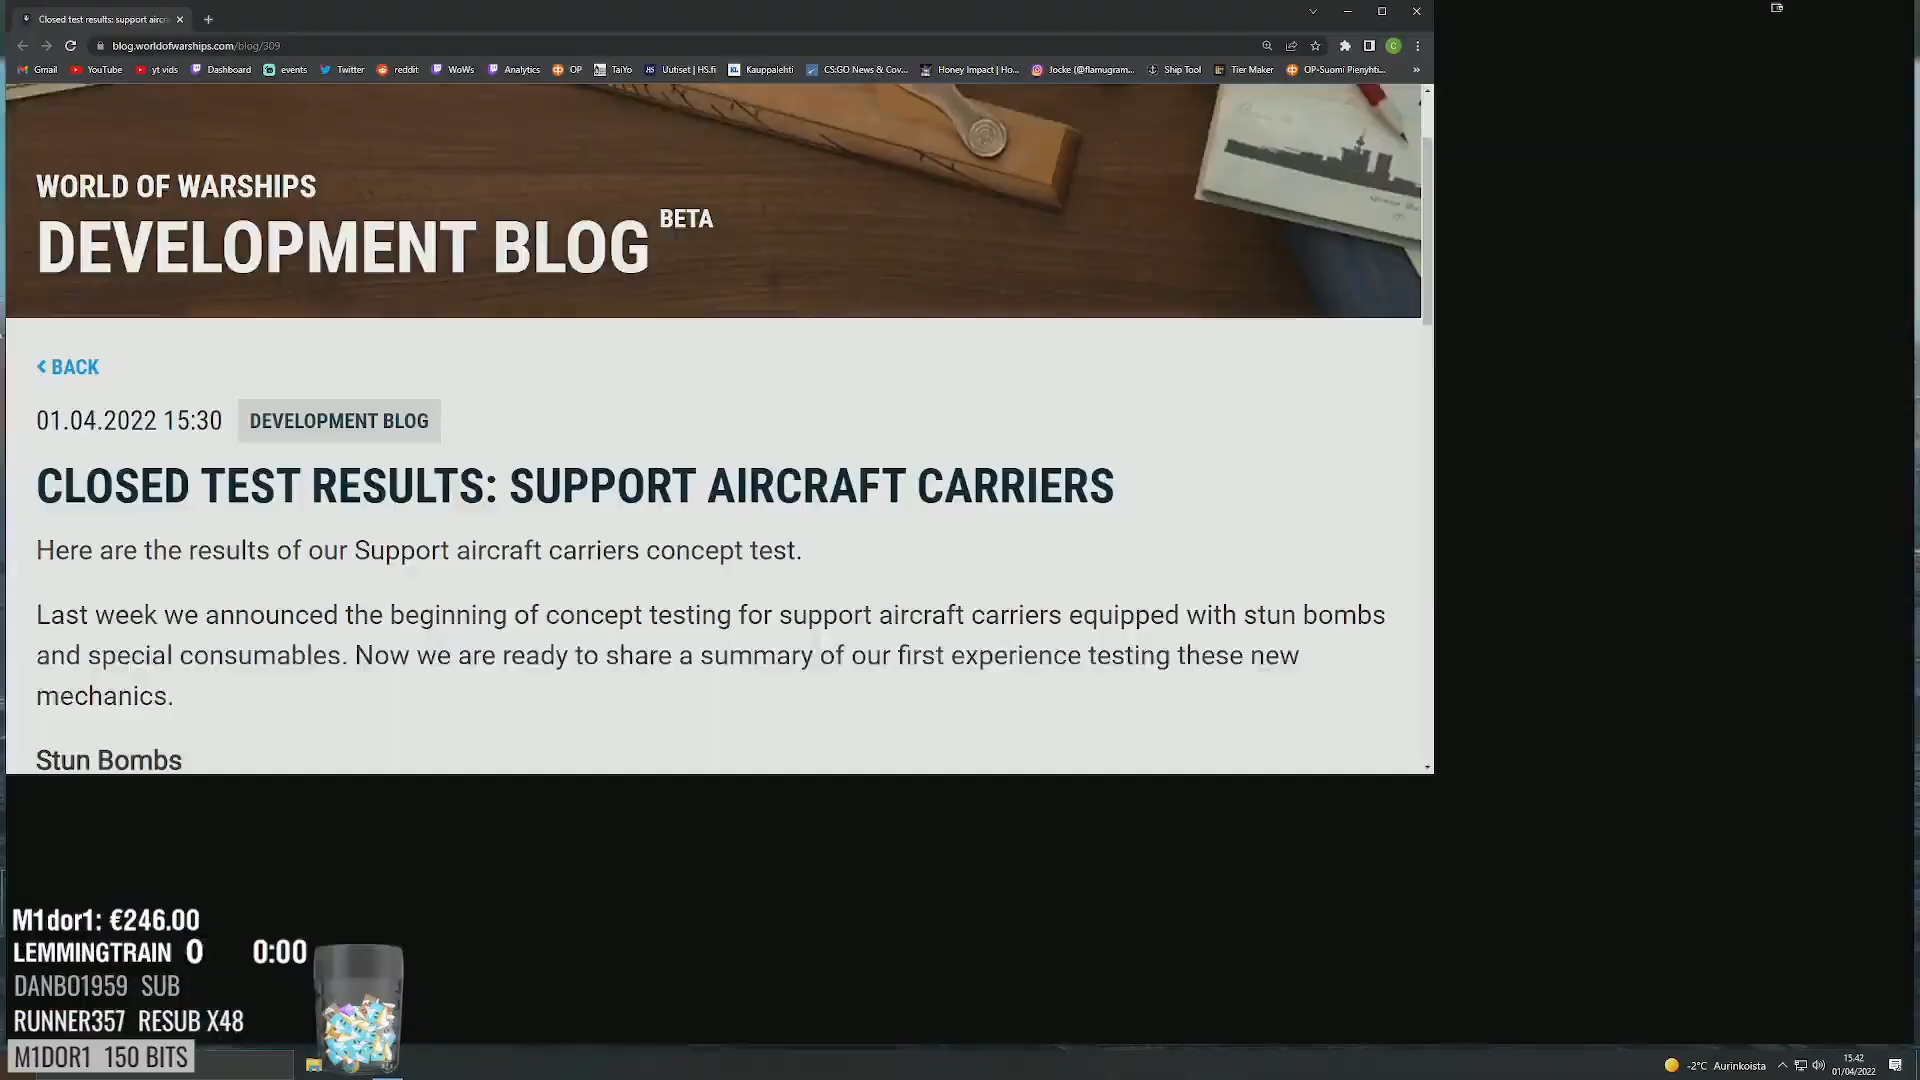 Closed test results: support aircra
blog.worldofwarships.com/blog/309
Gmail YouTube yt vids Dashboard events Twitter reddit WoWs Analytics OP TaiYo Uutiset | HS.fi Kauppalehti CS:GO News & Cov... Honey Impact | Ho... Jocke (@flamugram... Ship Tool Tier Maker OP-Suomi Pienyhti... »
WORLD OF WARSHIPS
DEVELOPMENT BLOG BETA
BACK
01.04.2022 15:30 DEVELOPMENT BLOG
CLOSED TEST RESULTS: SUPPORT AIRCRAFT CARRIERS
Here are the results of our Support aircraft carriers concept test.
Last week we announced the beginning of concept testing for support aircraft carriers equipped with stun bombs
and special consumables. Now we are ready to share a summary of our first experience testing these new
mechanics.
Stun Bombs
M1dor1: €246.00
LEMMINGTRAIN 0 0:00
DANBO1959 SUB
RUNNER357 RESUB X48
M1DOR1 150 BITS
-2°C Aurinkoista
15.42
01/04/2022